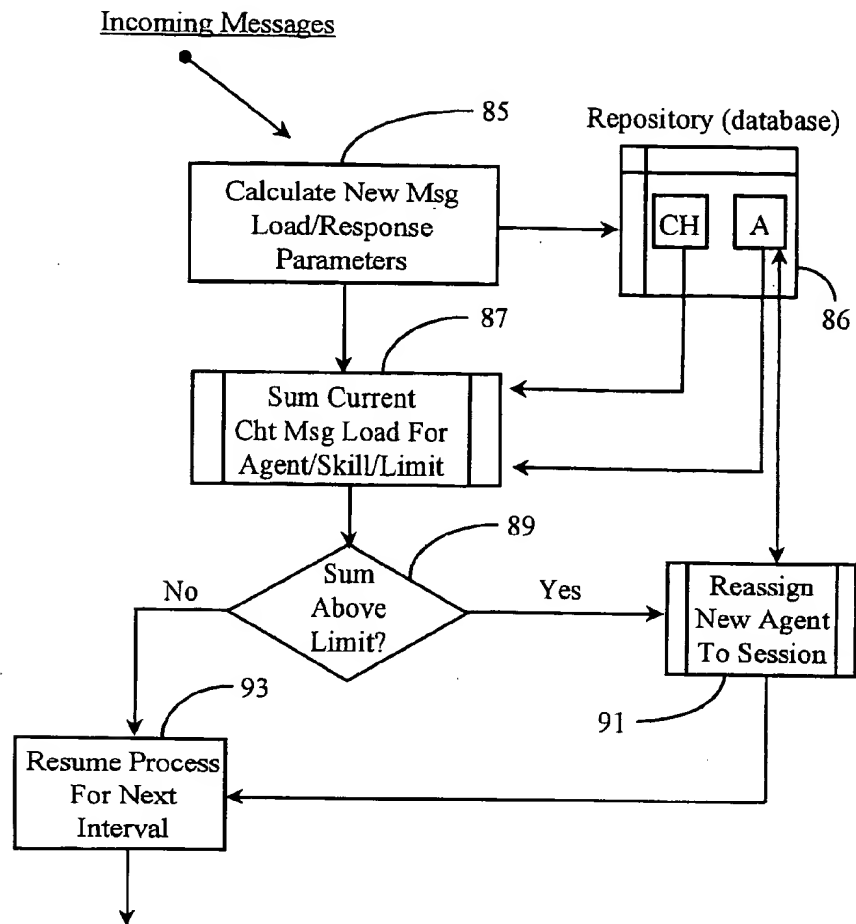 Incoming Messages
85
Repository (database)
Calculate New Msg
Load/Response
Parameters
CH
A
86
87
Sum Current
Cht Msg Load For
Agent/Skill/Limit
89
Sum
Above
Limit?
No
Yes
Reassign
New Agent
To Session
91
93
Resume Process
For Next
Interval